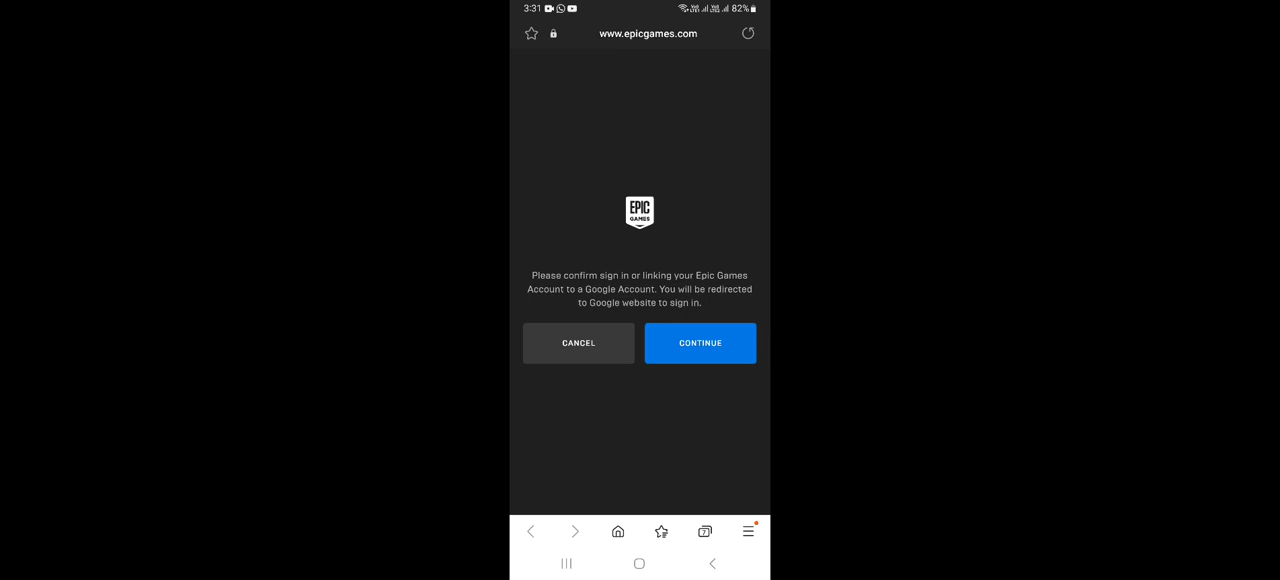 3:31 82%
www.epicgames.com
EPIC
GAMES
Please confirm sign in or linking your Epic Games
Account to a Google Account. You will be redirected
to Google website to sign in.
CANCEL CONTINUE
7